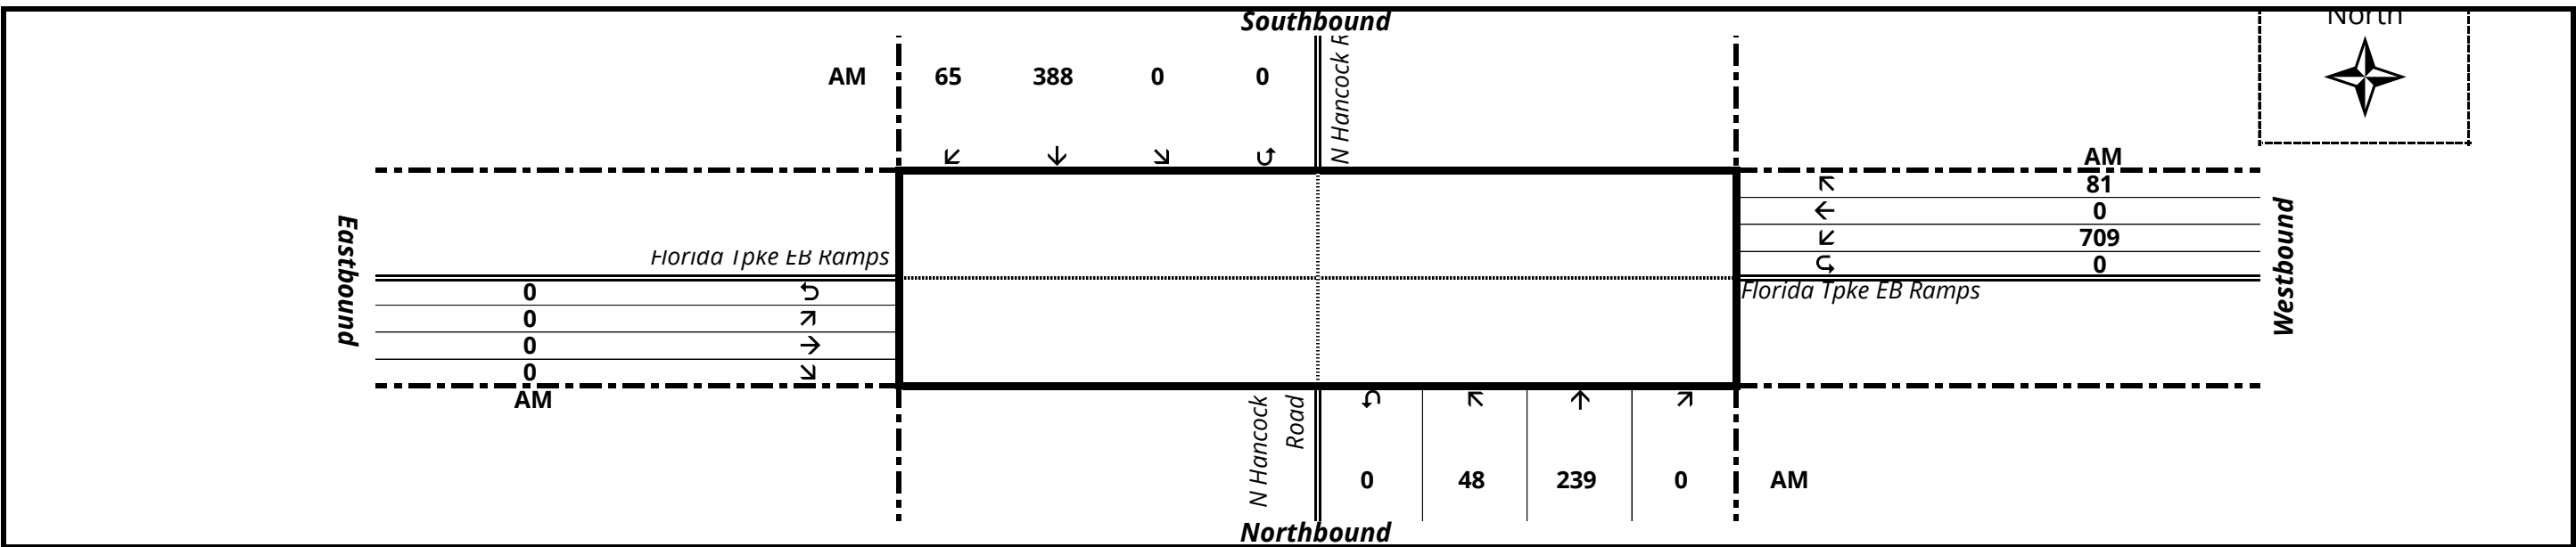 Southbound
North
N Hancock R
AM 65 388 0 0
AM
81
0
709
0
Eastbound
Westbound
Florida Tpke EB Ramps
Florida Tpke EB Ramps
0
0
0
0
AM
N Hancock
Road
0 48 239 0 AM
Northbound